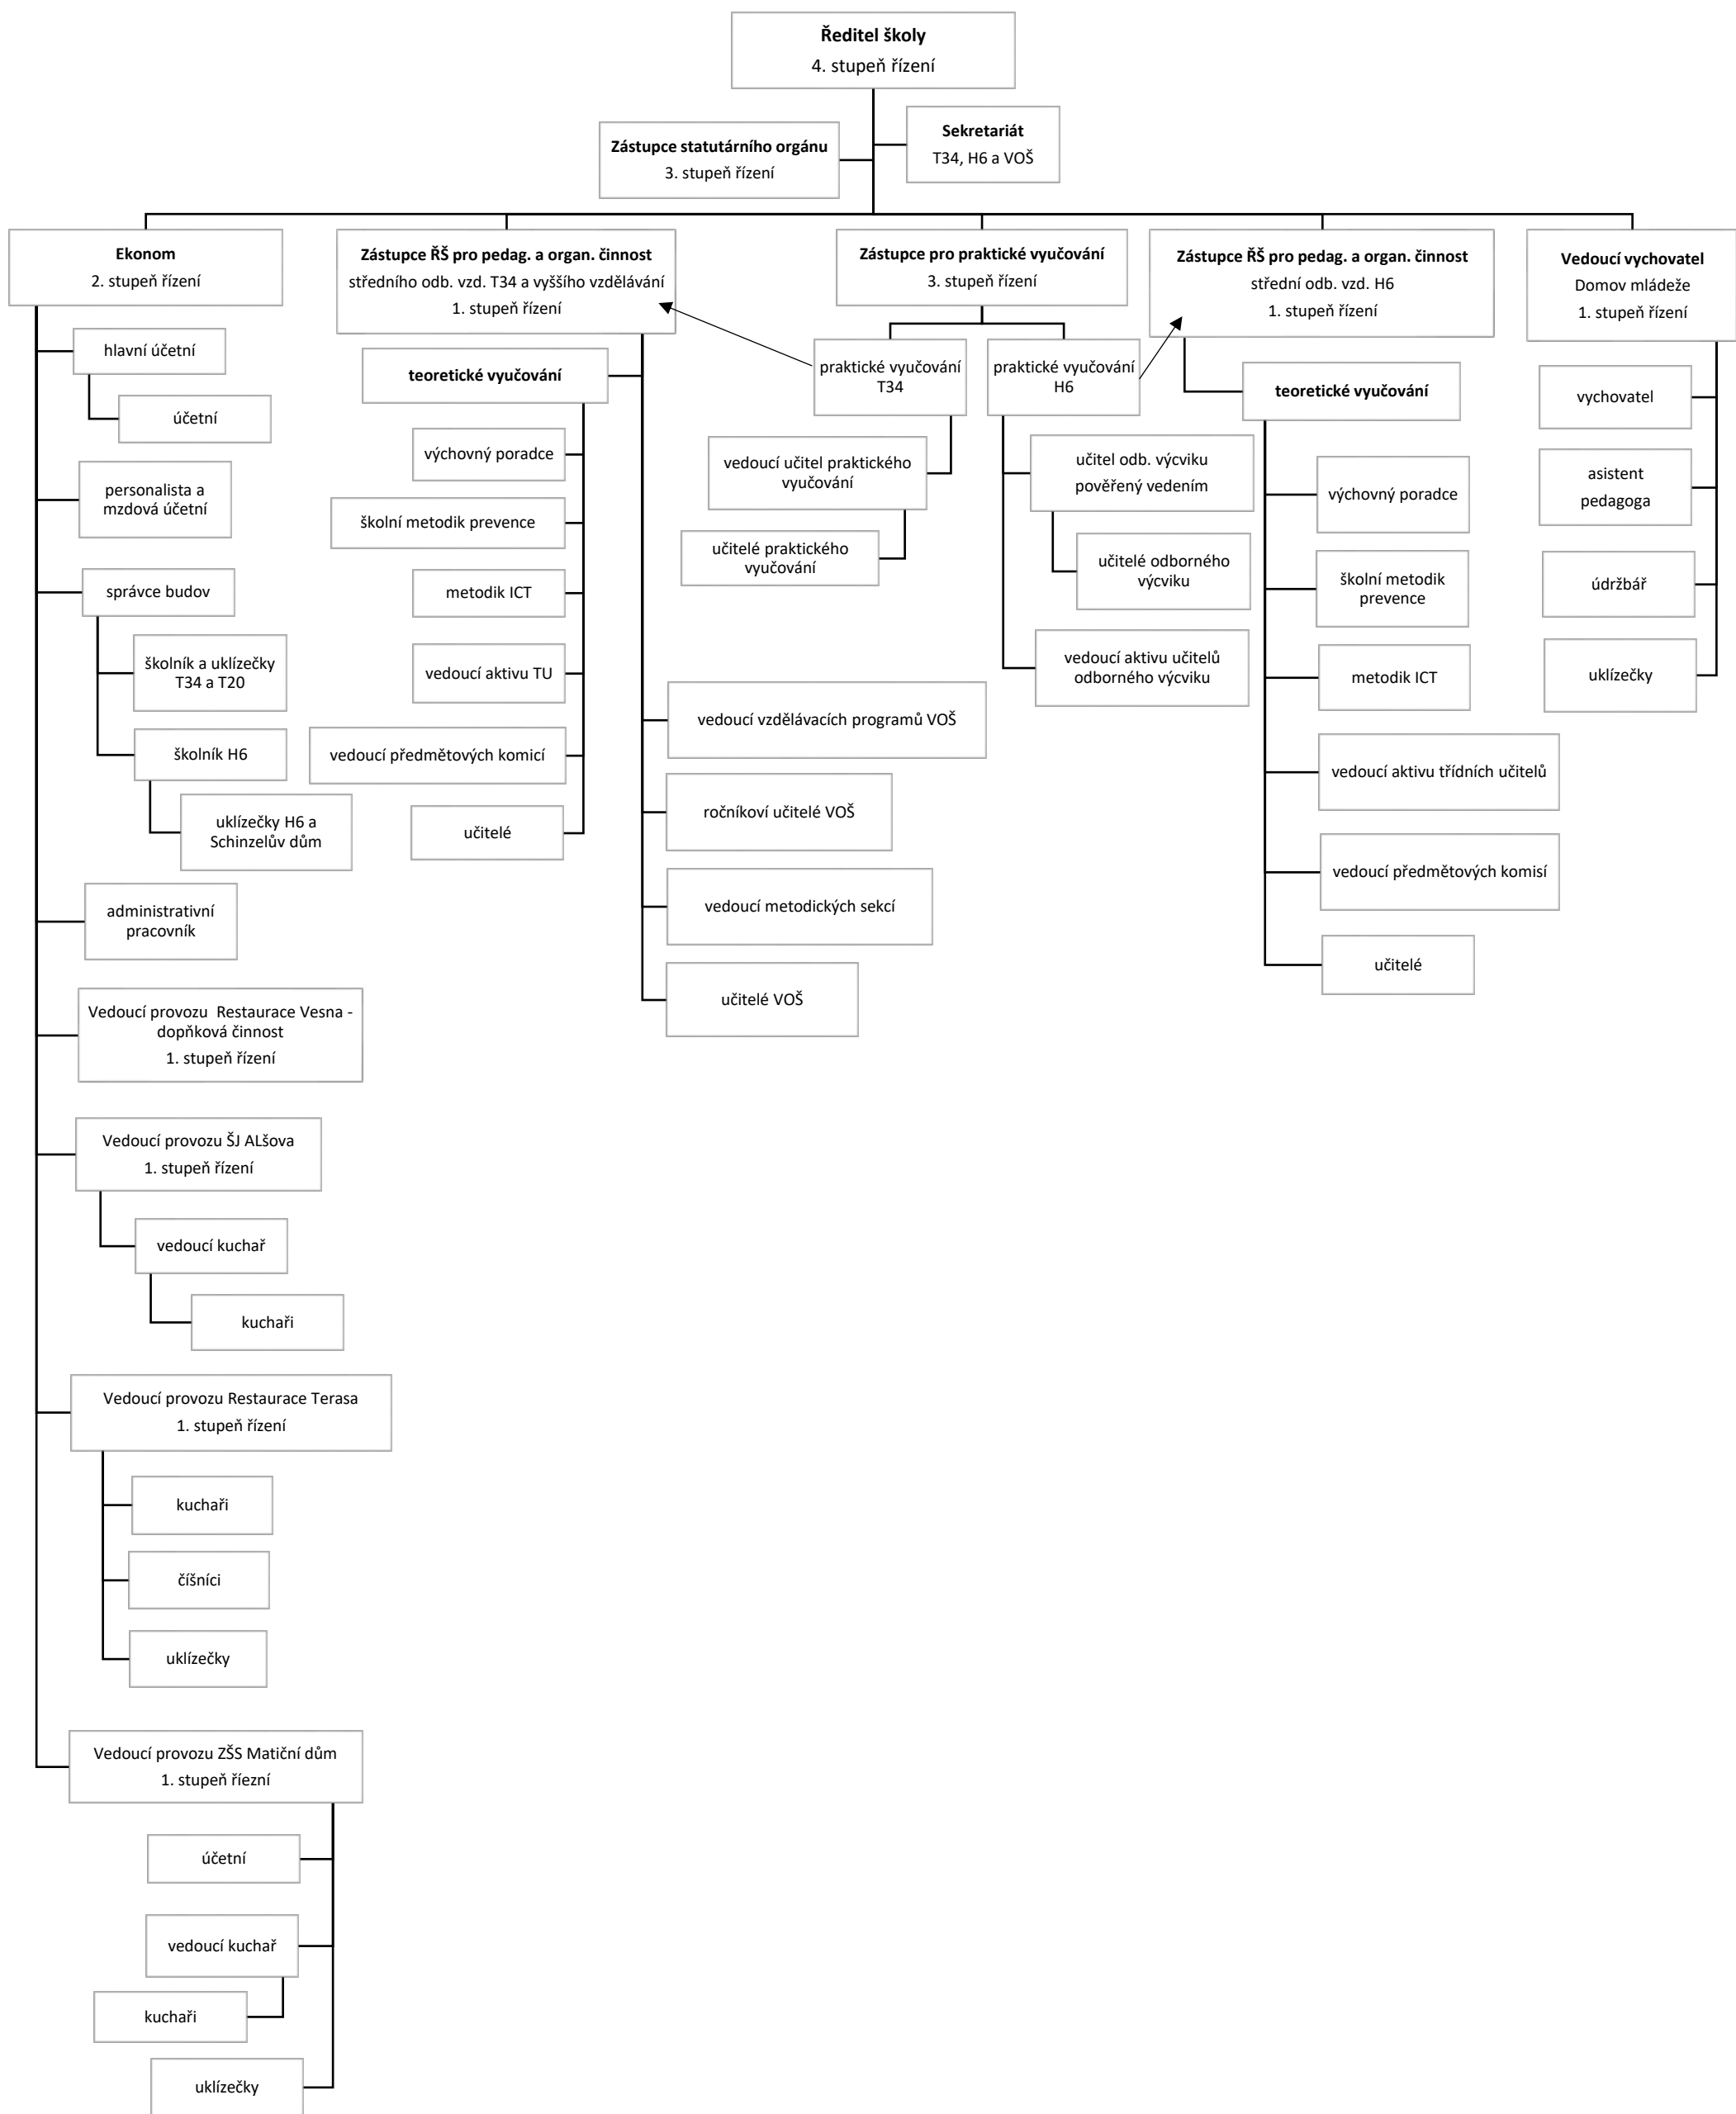 Ředitel školy
4. stupeň řízení
Sekretariát
T34, H6 a VOŠ
Zástupce statutárního orgánu
3. stupeň řízení
Ekonom
2. stupeň řízení
hlavní účetní
účetní
personalista a
mzdová účetní
správce budov
školník a uklízečky
T34 a T20
školník H6
uklízečky H6 a
Schinzelův dům
administrativní
pracovník
Vedoucí provozu  Restaurace Vesna -
dopňková činnost
1. stupeň řízení
Vedoucí provozu ŠJ ALšova
1. stupeň řízení
vedoucí kuchař
kuchaři
Vedoucí provozu Restaurace Terasa
1. stupeň řízení
kuchaři
číšníci
uklízečky
Vedoucí provozu ZŠS Matiční dům
1. stupeň říezní
účetní
vedoucí kuchař
kuchaři
uklízečky
Zástupce ŘŠ pro pedag. a organ. činnost
středního odb. vzd. T34 a vyššího vzdělávání
1. stupeň řízení
teoretické vyučování
výchovný poradce
školní metodik prevence
metodik ICT
vedoucí aktivu TU
vedoucí předmětových komicí
učitelé
vedoucí vzdělávacích programů VOŠ
ročníkoví učitelé VOŠ
vedoucí metodických sekcí
učitelé VOŠ
Zástupce pro praktické vyučování
3. stupeň řízení
praktické vyučování
T34
vedoucí učitel praktického
vyučování
učitelé praktického
vyučování
praktické vyučování
H6
učitel odb. výcviku
pověřený vedením
učitelé odborného
výcviku
vedoucí aktivu učitelů
odborného výcviku
Zástupce ŘŠ pro pedag. a organ. činnost
střední odb. vzd. H6
1. stupeň řízení
teoretické vyučování
výchovný poradce
školní metodik
prevence
metodik ICT
vedoucí aktivu třídních učitelů
vedoucí předmětových komisí
učitelé
Vedoucí vychovatel
Domov mládeže
1. stupeň řízení
vychovatel
asistent
pedagoga
údržbář
uklízečky